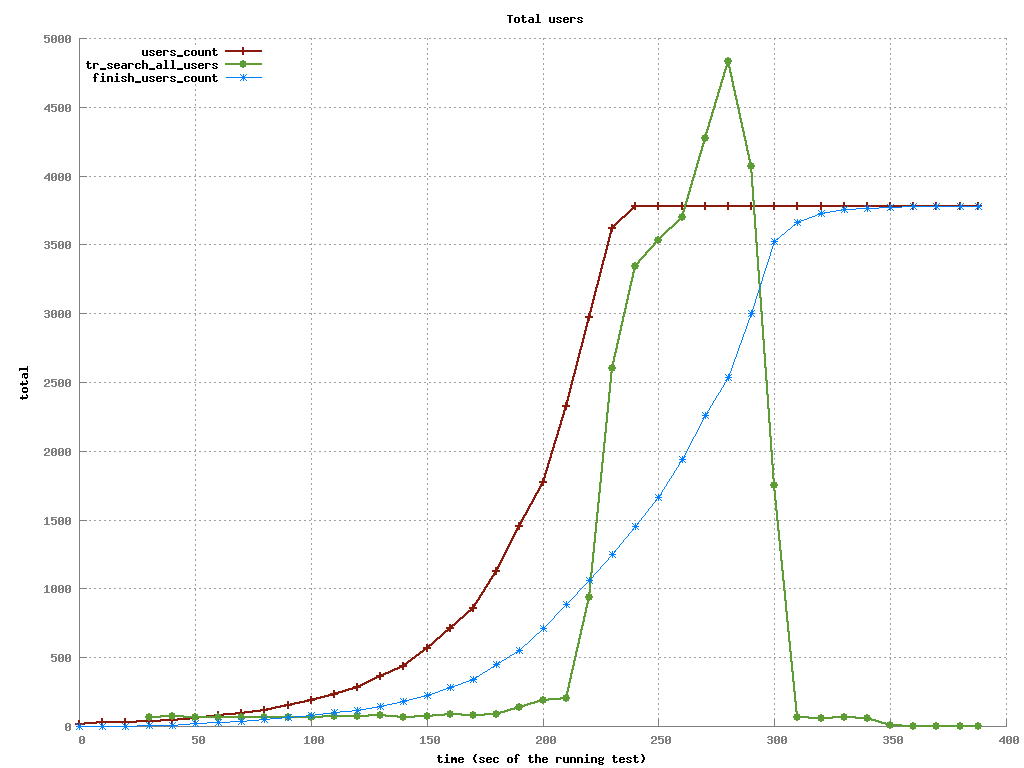 Total users
users_count
tr_search_all_users
finish_users_count
5000
4500
4000
3500
3000
2500
2000
1500
1000
500
0
total
0 50 100 150 200 250 300 350 400
time (sec of the running test)